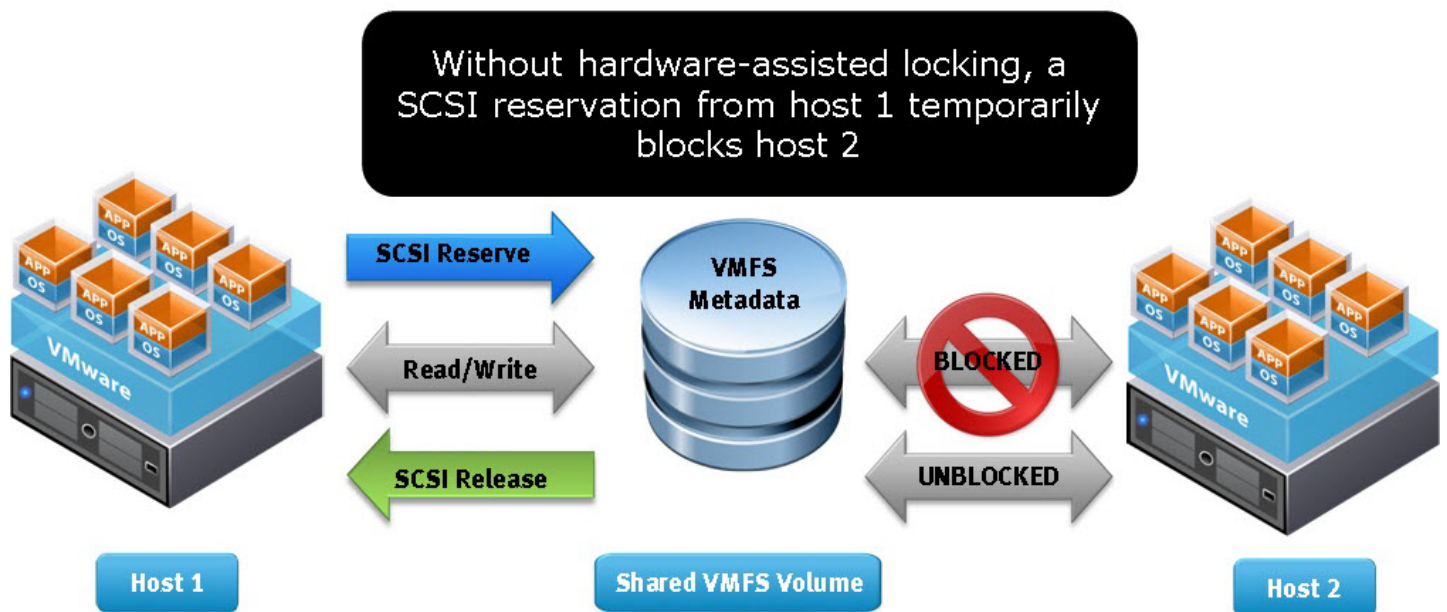 Without hardware-assisted locking, a
SCSI reservation from host 1 temporarily
blocks host 2
APP
OS
APP
OS
APP
OS
APP
OS
APP
OS
APP
OS
VMware
SCSI Reserve
Read/Write
SCSI Release
VMFS
Metadata
BLOCKED
UNBLOCKED
APP
OS
APP
OS
APP
OS
APP
OS
APP
OS
APP
OS
VMware
Host 1
Shared VMFS Volume
Host 2